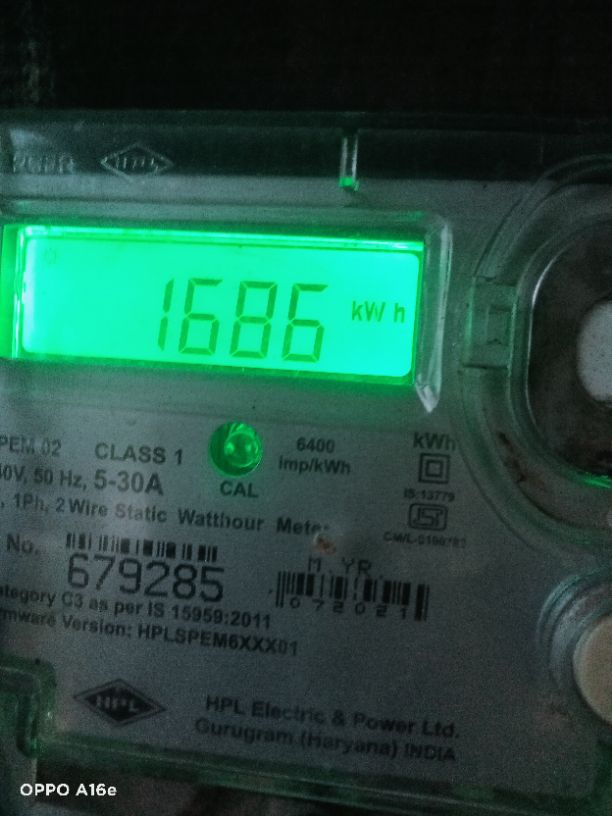 HPL
1686 kWh
PEM 02 CLASS 1
5-30A
0V, 50 Hz, 5-30A
6400
Imp/kWh
CAL
kWh
IS:13779
, 1Ph, 2 Wire Static Watthour Meter
No.
679285
M.YR.
072021
ategory C3 as per IS 15959:2011
mware Version: HPLSPEM6XXX01
HPL
HPL Electric & Power Ltd.
Gurugram (Haryana) INDIA
OPPO A16e